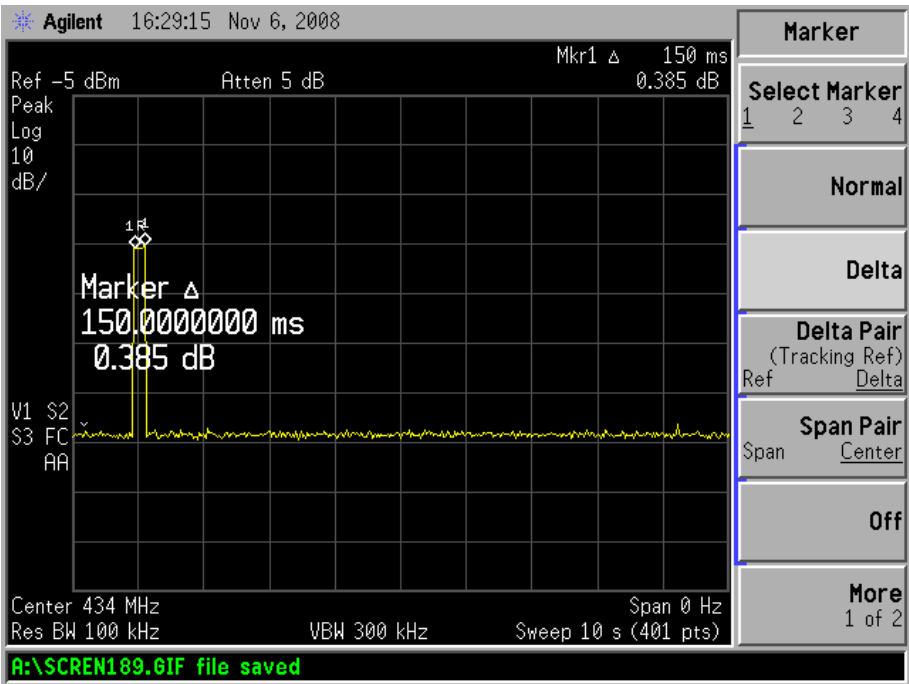 Agilent 16:29:15 Nov 6, 2008
Mkr1 Δ 150 ms
Ref -5 dBm Atten 5 dB 0.385 dB
Peak
Log
10
dB/
1R 1
Marker Δ
150.0000000 ms
0.385 dB
V1 S2
S3 FC
AA
Center 434 MHz Span 0 Hz
Res BW 100 kHz VBW 300 kHz Sweep 10 s (401 pts)
A:\SCREN189.GIF file saved
Marker
Select Marker
1 2 3 4
Normal
Delta
Delta Pair
(Tracking Ref)
Ref Delta
Span Pair
Span Center
Off
More
1 of 2